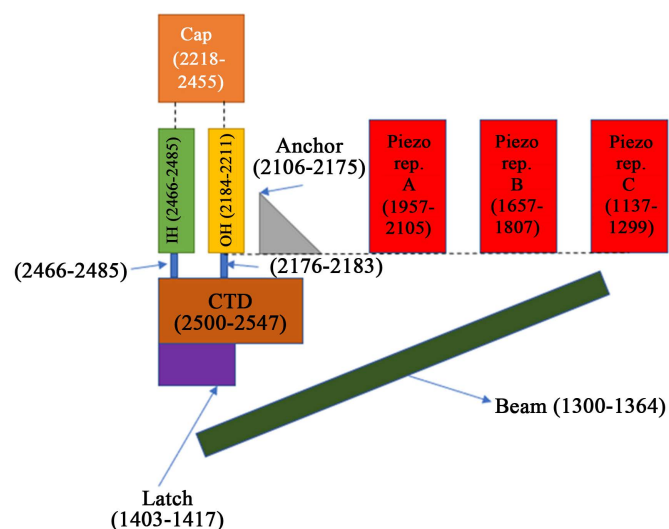 Cap
(2218-
2455)
IH (2466-2485)
OH (2184-2211)
Anchor
(2106-2175)
Piezo
rep.
A
(1957-
2105)
Piezo
rep.
B
(1657-
1807)
Piezo
rep.
C
(1137-
1299)
(2466-2485)
(2176-2183)
CTD
(2500-2547)
Beam (1300-1364)
Latch
(1403-1417)